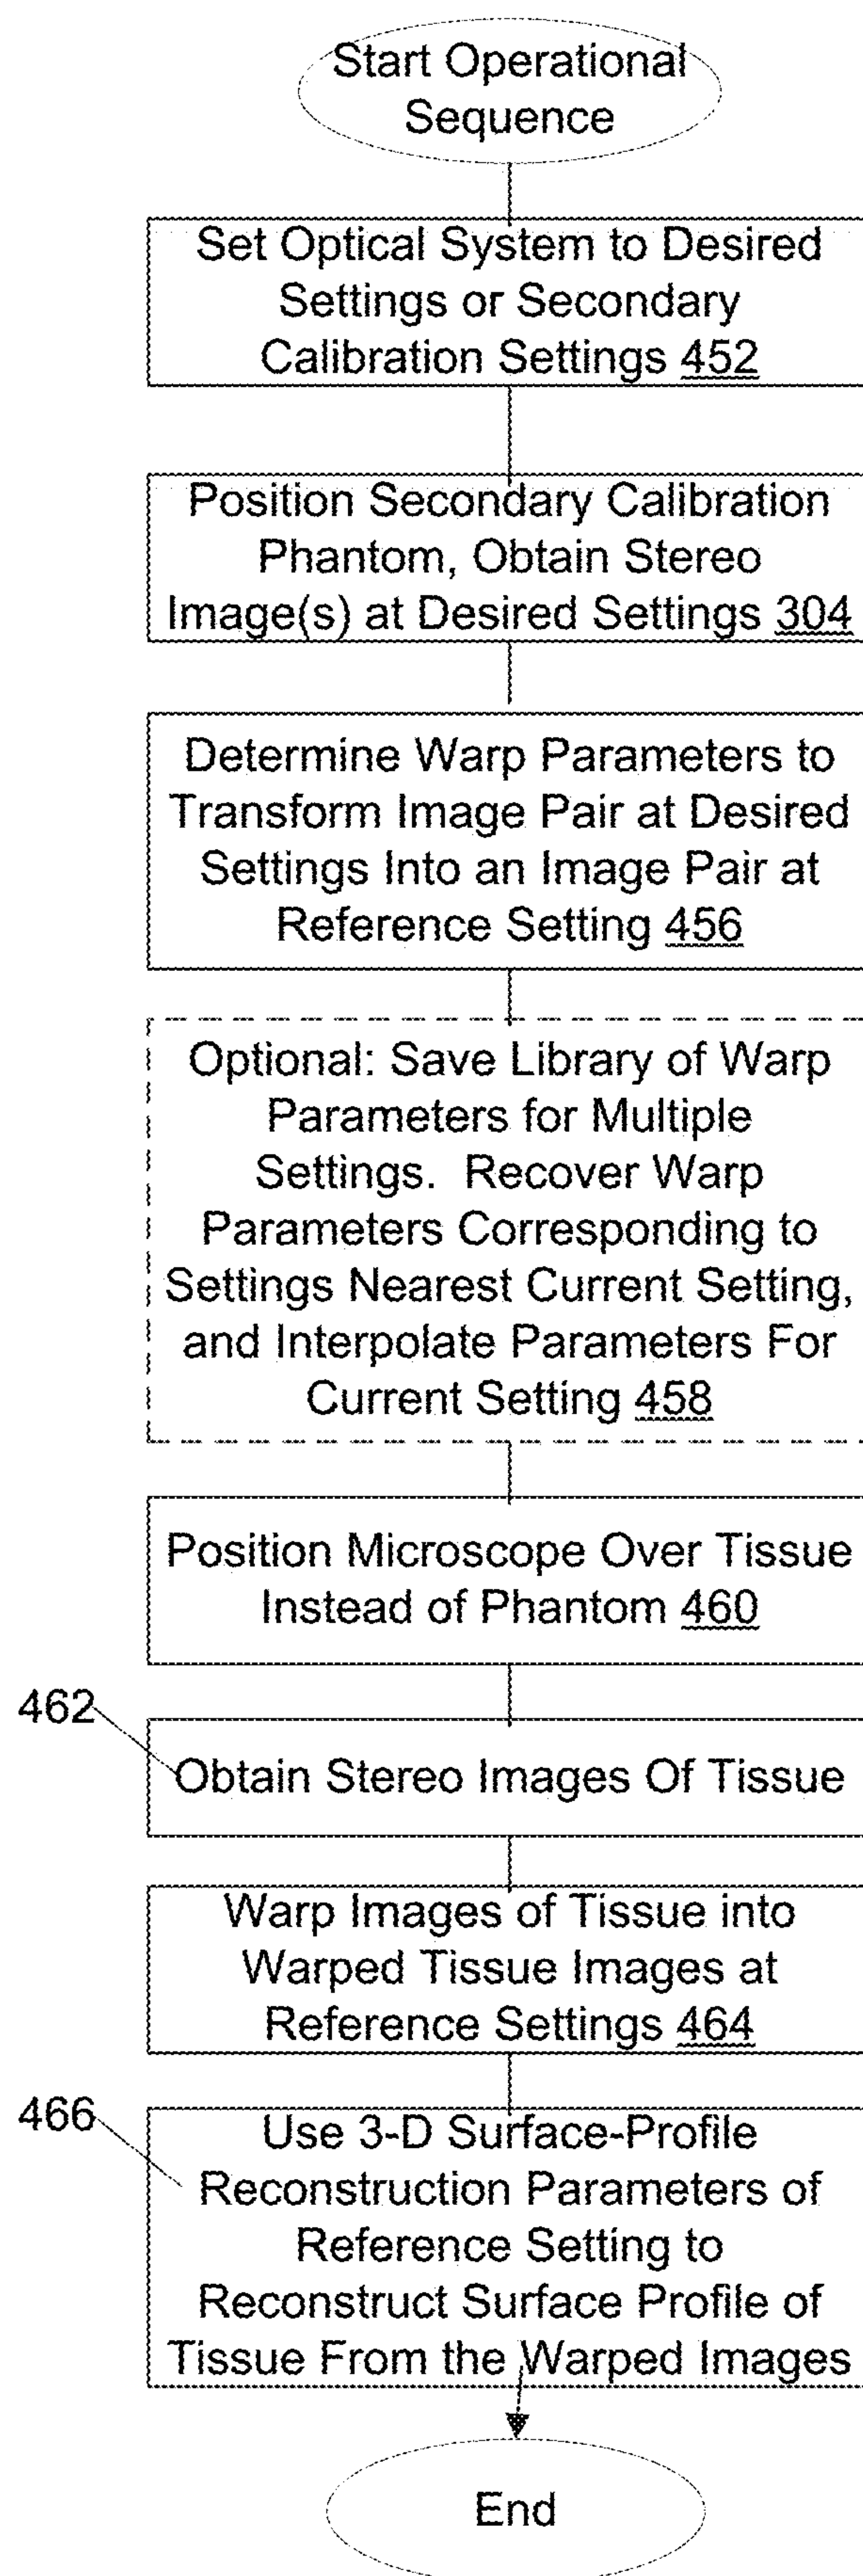 Start Operational
Sequence
Set Optical System to Desired
Settings or Secondary
Calibration Settings 452
Position Secondary Calibration
Phantom, Obtain Stereo
Image(s) at Desired Settings 304
Determine Warp Parameters to
Transform Image Pair at Desired
Settings Into an Image Pair at
Reference Setting 456
Optional: Save Library of Warp
Parameters for Multiple
Settings.  Recover Warp
Parameters Corresponding to
Settings Nearest Current Setting,
and Interpolate Parameters For
Current Setting 458
Position Microscope Over Tissue
Instead of Phantom 460
462
Obtain Stereo Images Of Tissue
Warp Images of Tissue into
Warped Tissue Images at
Reference Settings 464
466
Use 3-D Surface-Profile
Reconstruction Parameters of
Reference Setting to
Reconstruct Surface Profile of
Tissue From the Warped Images
End